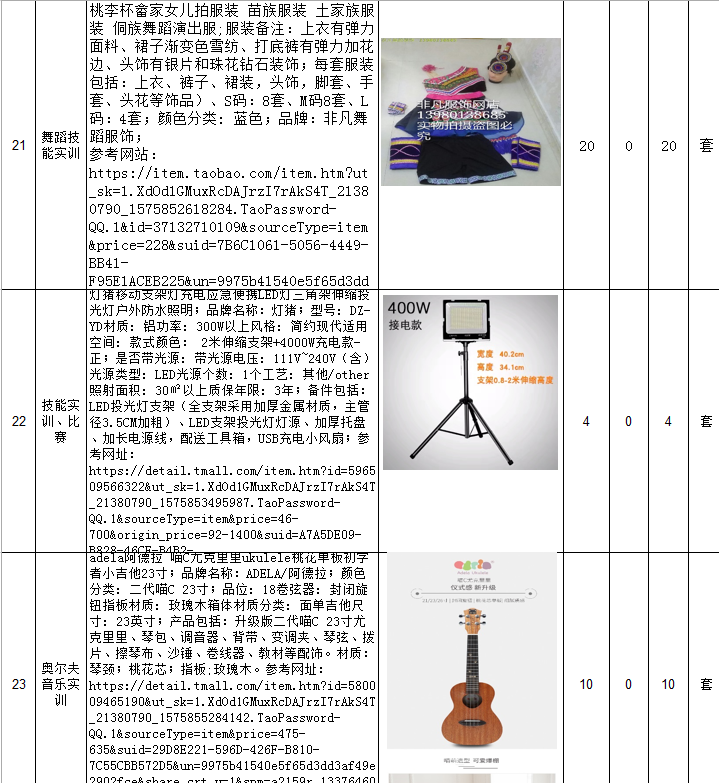 21
舞蹈技
能实训
桃李杯畲家女儿拍服装 苗族服装 土家族服
装 侗族舞蹈演出服;服装备注: 上衣有弹力
面料、裙子渐变色雪纺、打底裤有弹力加花
边、头饰有银片和珠花钻石装饰; 每套服装
包括: 上衣、裤子、裙装, 头饰, 脚套、手
套、头花等饰品)、S码: 8套、M码8套、L
码: 4套; 颜色分类: 蓝色; 品牌: 非凡舞
蹈服饰;
参考网站:
https://item.taobao.com/item.htm?ut
_sk=1.XdOd1GMuxRcDAJrzI7rAkS4T_2138
0790_1575852618284.TaoPassword-
QQ.1&id=37132710109&sourceType=item
&price=228&suid=7B6C1061-5056-4449-
BB41-
F95E1ACEB225&un=9975b41540e5f65d3dd
非凡服饰网店
13980138685
实物拍摄盗图必
究
20
0
20
套
22
技能实
训、比
赛
灯猪移动支架灯充电应急便携LED灯三角架伸缩投
光灯户外防水照明; 品牌名称: 灯猪; 型号: DZ-
YD材质: 铝功率: 300W以上风格: 简约现代适用
空间: 款式颜色: 2米伸缩支架+4000W充电款-
正; 是否带光源: 带光源电压: 111V~240V (含)
光源类型: LED光源个数: 1个工艺: 其他/other
照射面积: 30㎡以上质保年限: 3年; 备件包括:
LED投光灯支架 (全支架采用加厚金属材质, 主管
径3.5CM加粗) 、LED支架投光灯灯源、加厚托盘
、加长电源线, 配送工具箱, USB充电小风扇; 参
考网址:
https://detail.tmall.com/item.htm?id=5965
09566322&ut_sk=1.XdOd1GMuxRcDAJrzI7rAkS4T
_21380790_1575853495987.TaoPassword-
QQ.1&sourceType=item&price=46-
700&origin_price=92-1400&suid=A7A5DE09-
B828-46CF-B4B2-
400W
接电款
宽度 40.2cm
高度 34.1cm
支架0.8-2米伸缩高度
4
0
4
套
23
奥尔夫
音乐实
训
adela阿德拉 喵C尤克里里ukulele桃花单板初学
者小吉他23寸; 品牌名称: ADELA/阿德拉; 颜色
分类: 二代喵C 23寸; 品位: 18卷弦器: 封闭旋
钮指板材质: 玫瑰木箱体材质分类: 面单吉他尺
寸: 23英寸; 产品包括: 升级版二代喵C 23寸尤
克里里、琴包、调音器、背带、变调夹、琴弦、拨
片、擦琴布、沙锤、卷线器、教材等配饰。材质:
琴颈; 桃花芯; 指板;玫瑰木。参考网址:
https://detail.tmall.com/item.htm?id=5800
09465190&ut_sk=1.XdOd1GMuxRcDAJrzI7rAkS4T
_21380790_1575855284142.TaoPassword-
QQ.1&sourceType=item&price=475-
635&suid=29D8E221-596D-426F-B810-
7C55CBB572D5&un=9975b41540e5f65d3dd3af49e
2902fce&share_crt_v=1&spm=a2159r.13376460
仪式感 新升级
10
0
10
套